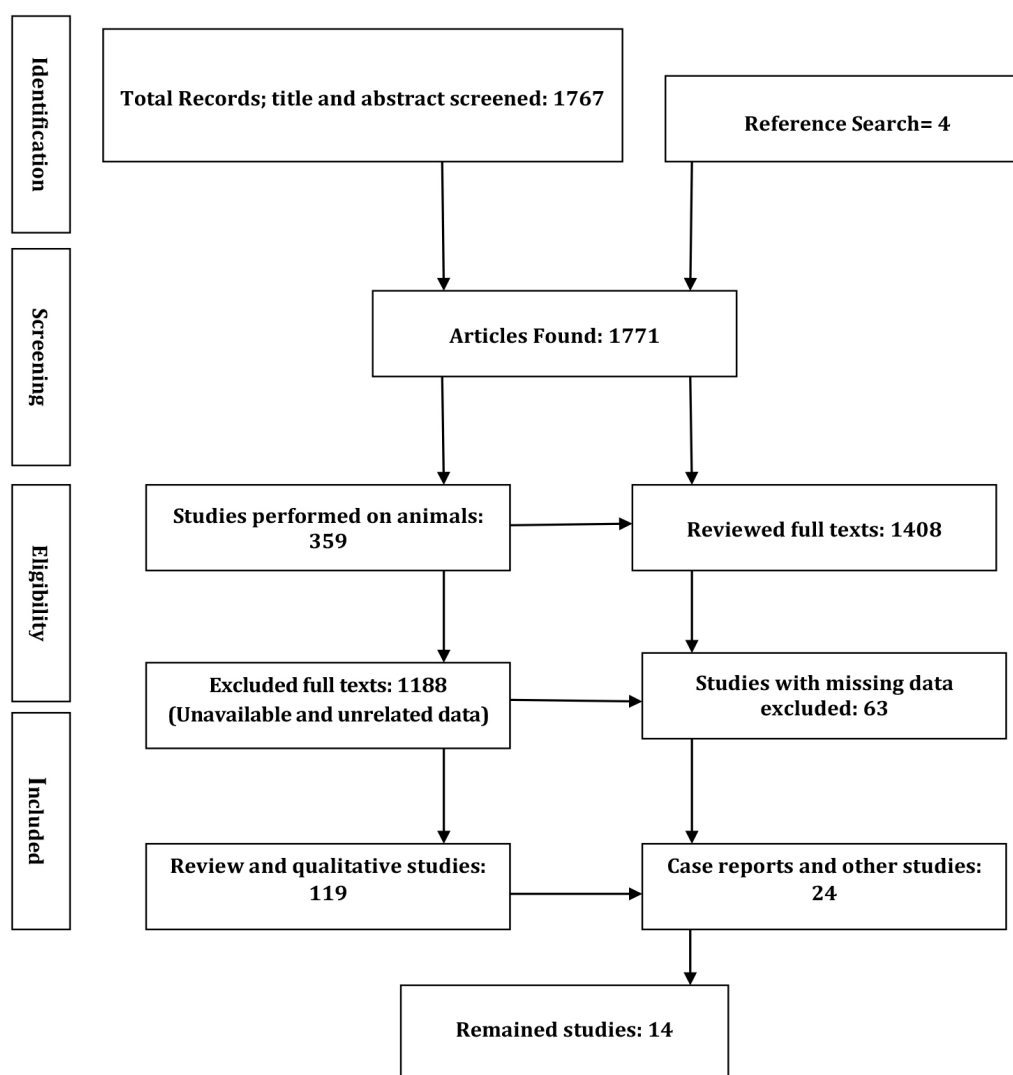 Identification
Total Records; title and abstract screened: 1767
Reference Search= 4
Screening
Articles Found: 1771
Eligibility
Studies performed on animals:
359
Reviewed full texts: 1408
Excluded full texts: 1188
(Unavailable and unrelated data)
Studies with missing data
excluded: 63
Included
Review and qualitative studies:
119
Case reports and other studies:
24
Remained studies: 14